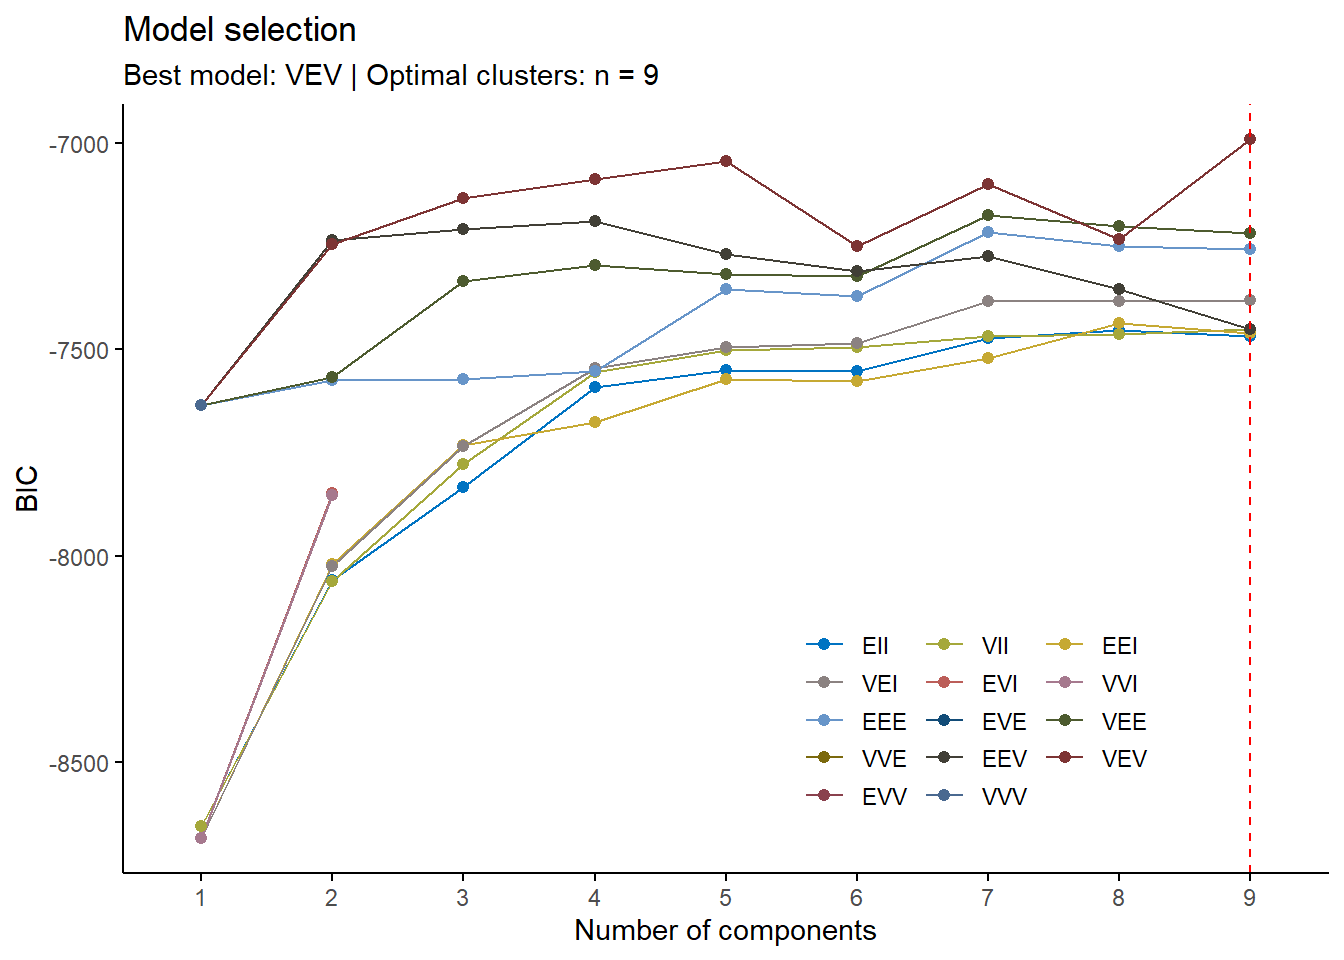 Model selection
Best model: VEV | Optimal clusters: n = 9
-7000
-7500
-8000
-8500
BIC
EII VII EEI
VEI EVI VVI
EEE EVE VEE
VVE EEV VEV
EVV VVV
1 2 3 4 5 6 7 8 9
Number of components